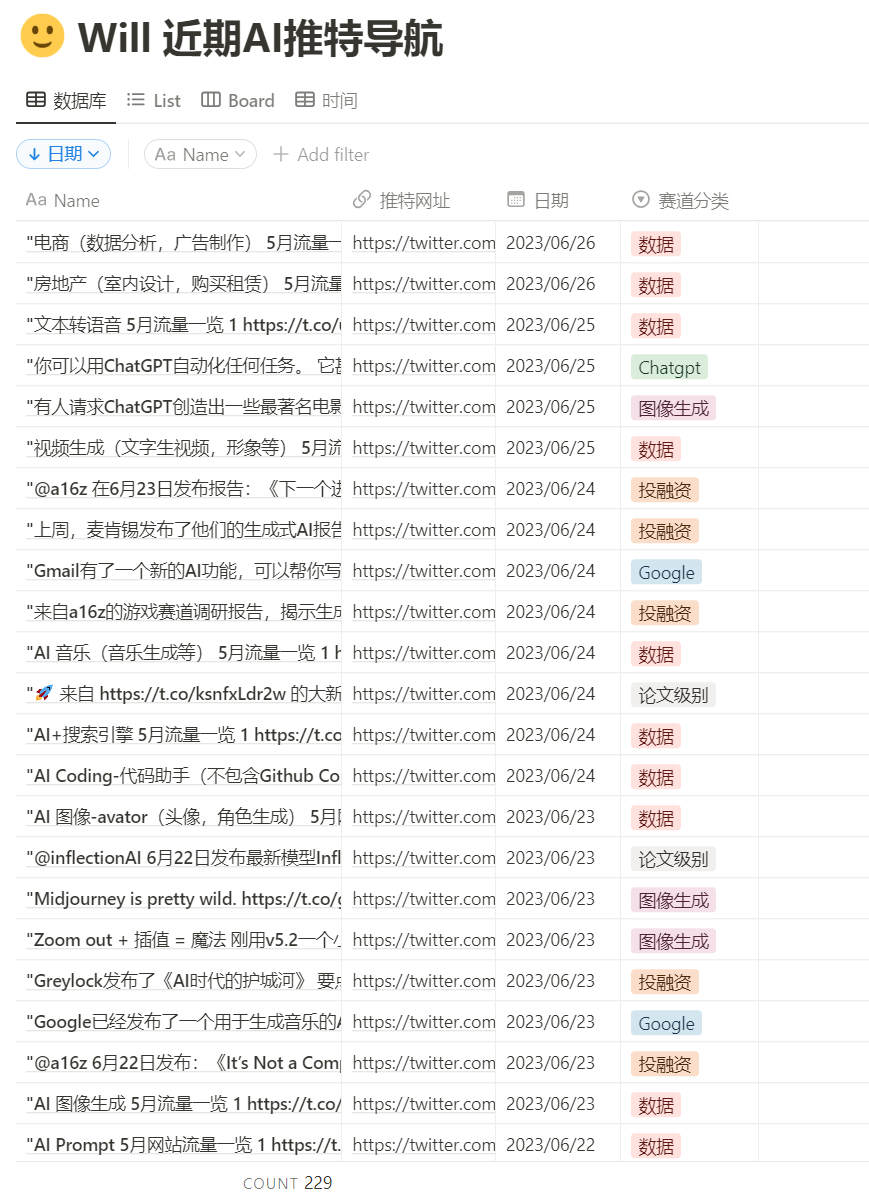 🙂 Will 近期AI推特导航
数据库 List Board 时间
↓ 日期 Aa Name + Add filter
Aa Name 推特网址 日期 赛道分类
"电商（数据分析，广告制作） 5月流量一 https://twitter.com 2023/06/26 数据
"房地产（室内设计，购买租赁） 5月流量 https://twitter.com 2023/06/26 数据
"文本转语音 5月流量一览 1 https://t.co/ https://twitter.com 2023/06/25 数据
"你可以用ChatGPT自动化任何任务。 它甚 https://twitter.com 2023/06/25 Chatgpt
"有人请求ChatGPT创造出一些最著名电影 https://twitter.com 2023/06/25 图像生成
"视频生成（文字生视频，形象等） 5月流 https://twitter.com 2023/06/25 数据
"@a16z 在6月23日发布报告：《下一个进 https://twitter.com 2023/06/24 投融资
"上周，麦肯锡发布了他们的生成式AI报告 https://twitter.com 2023/06/24 投融资
"Gmail有了一个新的AI功能，可以帮你写 https://twitter.com 2023/06/24 Google
"来自a16z的游戏赛道调研报告，揭示生成 https://twitter.com 2023/06/24 投融资
"AI 音乐（音乐生成等） 5月流量一览 1 h https://twitter.com 2023/06/24 数据
"🚀 来自 https://t.co/ksnfxLdr2w 的大新 https://twitter.com 2023/06/24 论文级别
"AI+搜索引擎 5月流量一览 1 https://t.co https://twitter.com 2023/06/24 数据
"AI Coding-代码助手（不包含Github Co https://twitter.com 2023/06/24 数据
"AI 图像-avator（头像，角色生成） 5月 https://twitter.com 2023/06/23 数据
"@inflectionAI 6月22日发布最新模型Infl https://twitter.com 2023/06/23 论文级别
"Midjourney is pretty wild. https://t.co/ https://twitter.com 2023/06/23 图像生成
"Zoom out + 插值 = 魔法 刚用v5.2一个小 https://twitter.com 2023/06/23 图像生成
"Greylock发布了《AI时代的护城河》 要点 https://twitter.com 2023/06/23 投融资
"Google已经发布了一个用于生成音乐的A https://twitter.com 2023/06/23 Google
"@a16z 6月22日发布：《It's Not a Com https://twitter.com 2023/06/23 投融资
"AI 图像生成 5月流量一览 1 https://t.co/ https://twitter.com 2023/06/23 数据
"AI Prompt 5月网站流量一览 1 https://t. https://twitter.com 2023/06/22 数据
COUNT 229